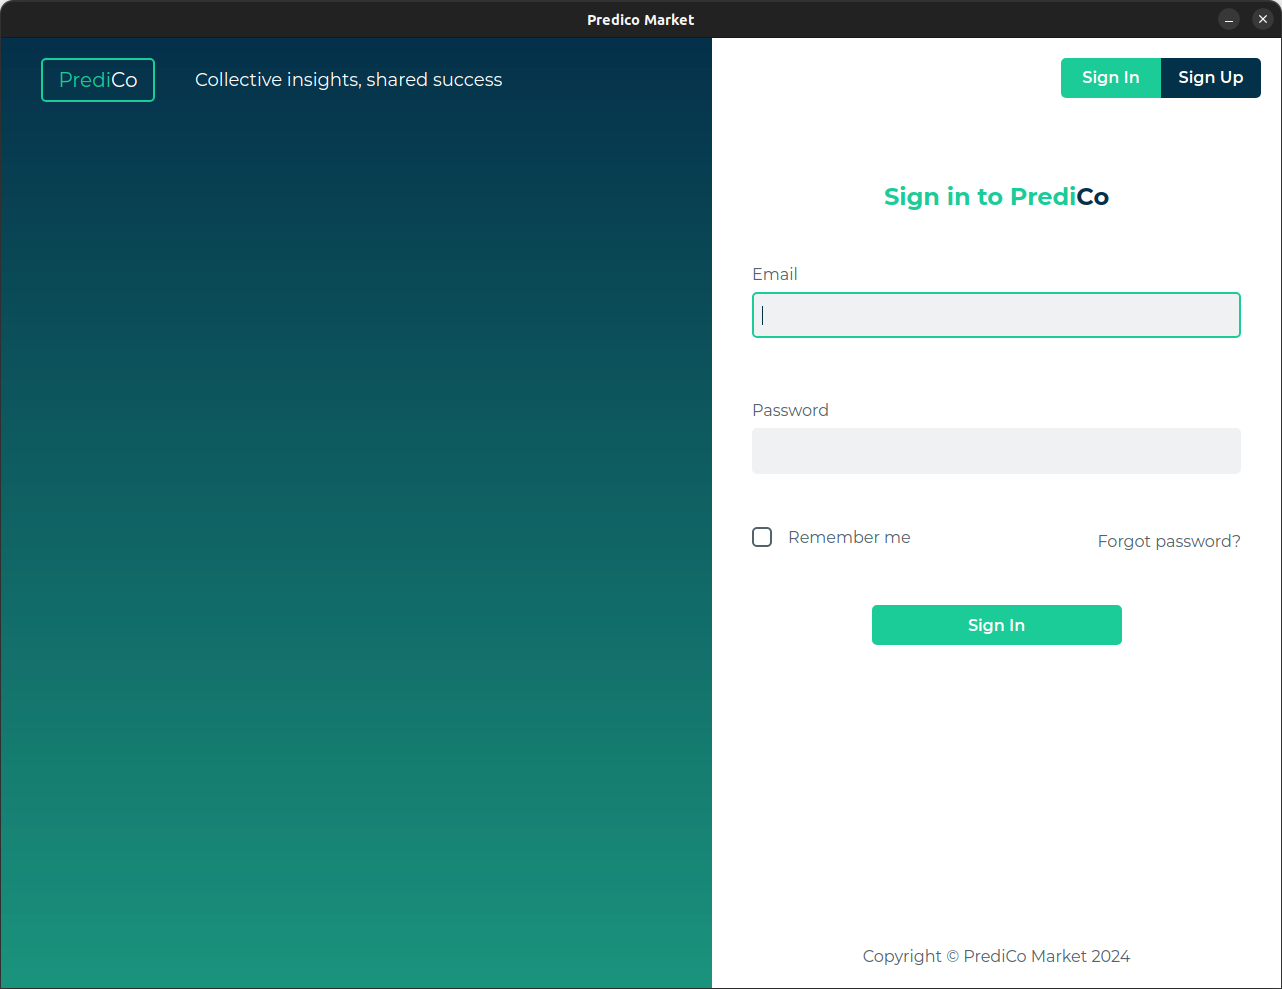 Predico Market
PrediCo
Collective insights, shared success
Sign In
Sign Up
Sign in to PrediCo
Email
Password
Remember me
Forgot password?
Sign In
Copyright © PrediCo Market 2024